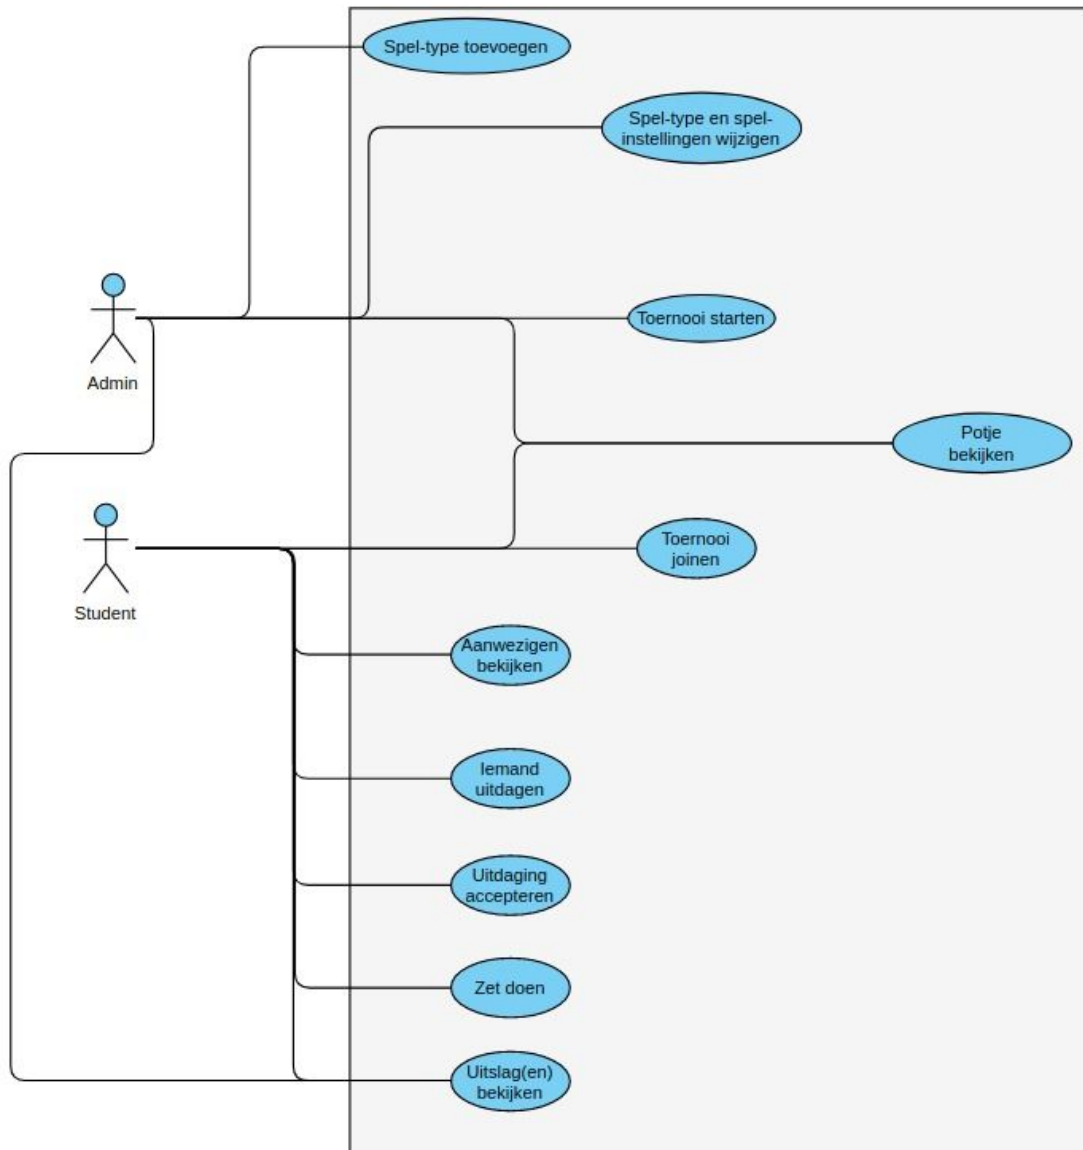 Spel-type toevoegen
Spel-type en spel-
instellingen wijzigen
Toernooi starten
Admin
Potje
bekijken
Toernooi
joinen
Student
Aanwezigen
bekijken
Iemand
uitdagen
Uitdaging
accepteren
Zet doen
Uitslag(en)
bekijken